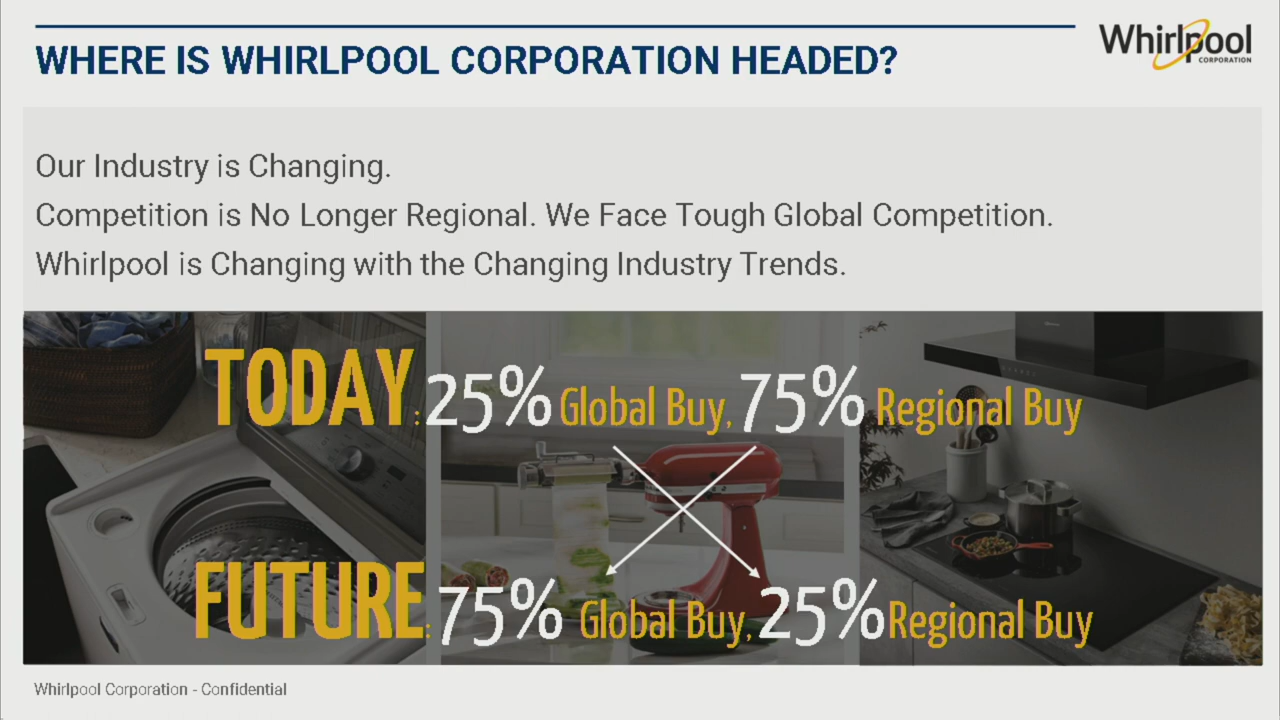 WHERE IS WHIRLPOOL CORPORATION HEADED?
Whirlpool
CORPORATION
Our Industry is Changing.
Competition is No Longer Regional. We Face Tough Global Competition.
Whirlpool is Changing with the Changing Industry Trends.
TODAY: 25% Global Buy, 75% Regional Buy
FUTURE: 75% Global Buy, 25% Regional Buy
Whirlpool Corporation - Confidential